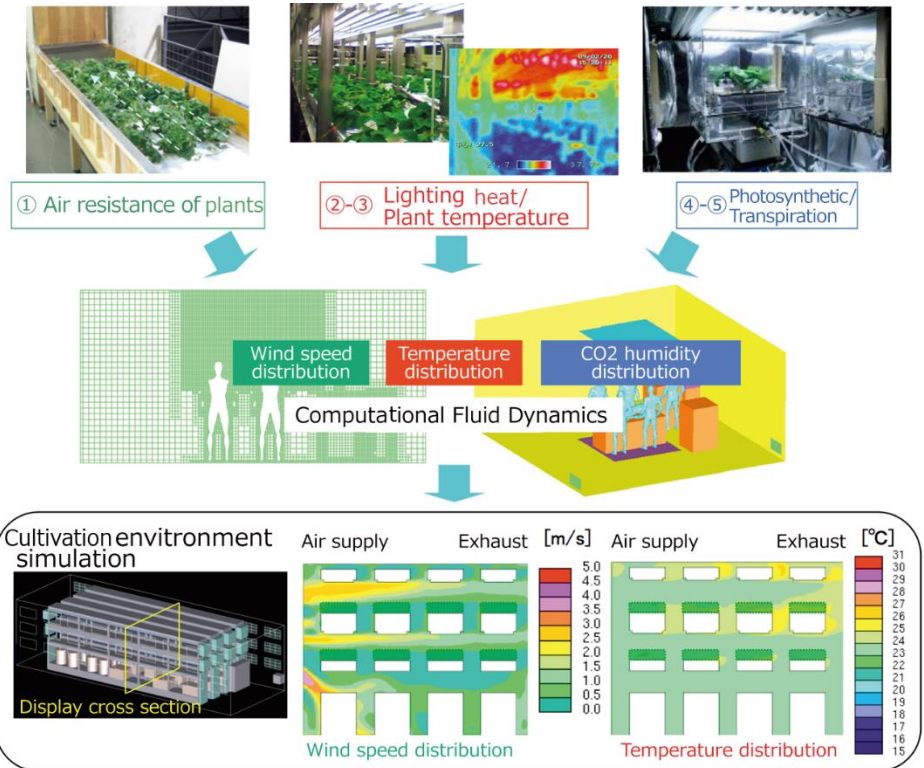 ① Air resistance of plants
②-③ Lighting heat/
Plant temperature
④-⑤ Photosynthetic/
Transpiration
Wind speed
distribution
Temperature
distribution
CO2 humidity
distribution
Computational Fluid Dynamics
Cultivation environment
simulation
Display cross section
Air supply
Exhaust
[m/s]
5.0
4.5
4.0
3.5
3.0
2.5
2.0
1.5
1.0
0.5
0.0
Wind speed distribution
Air supply
Exhaust
[℃]
31
30
29
28
27
26
25
24
23
22
21
20
19
18
17
16
15
Temperature distribution